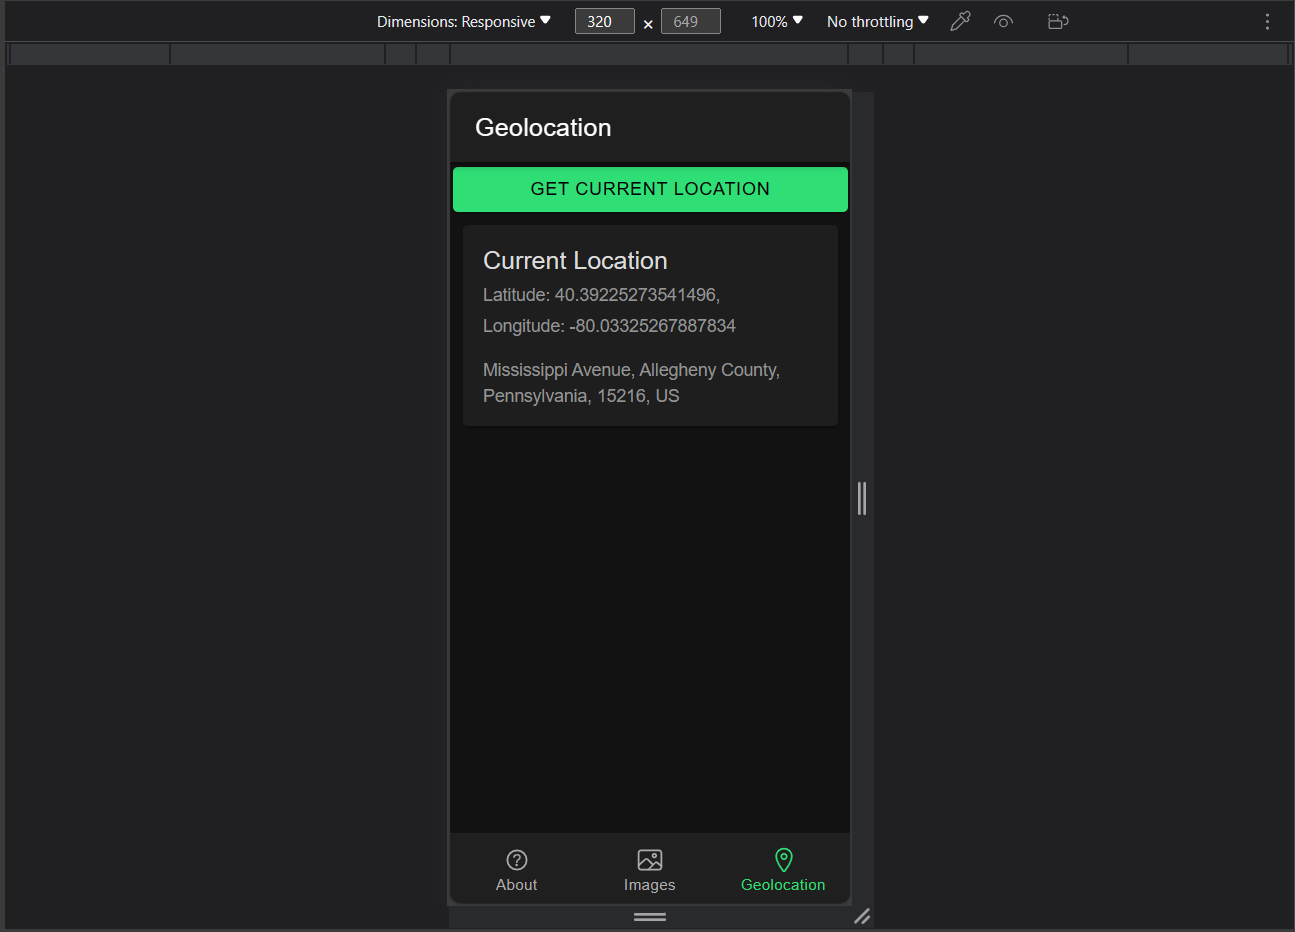 Dimensions: Responsive 320 × 649 100% No throttling
Geolocation
GET CURRENT LOCATION
Current Location
Latitude: 40.39225273541496,
Longitude: -80.03325267887834
Mississippi Avenue, Allegheny County,
Pennsylvania, 15216, US
About Images Geolocation